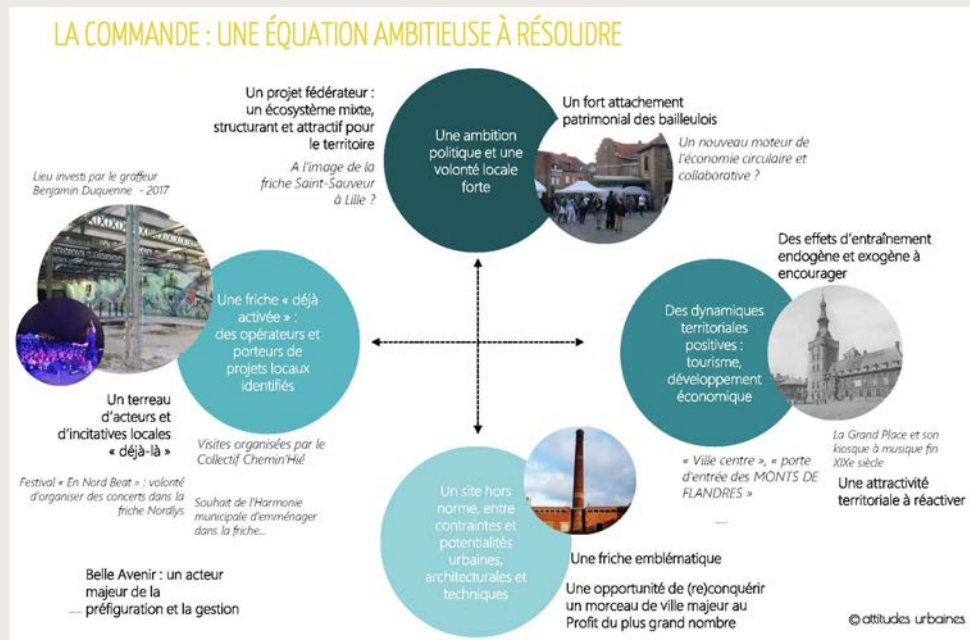 LA COMMANDE : UNE ÉQUATION AMBITIEUSE À RÉSOUDRE
Un projet fédérateur :
un écosystème mixte,
structurant et attractif pour
le territoire
A l'image de la
friche Saint-Sauveur
à Lille ?
Une ambition
politique et une
volonté locale
forte
Un fort attachement
patrimonial des bailleulois
Un nouveau moteur de
l'économie circulaire et
collaborative ?
Lieu investi par le graffeur
Benjamin Duquenne - 2017
Une friche « déjà
activée » :
des opérateurs et
porteurs de
projets locaux
identifiés
Un terreau
d'acteurs et
d'incitatives locales
« déjà-là »
Visites organisées par le
Collectif Chemin'Hié
Festival « En Nord Beat » : volonté
d'organiser des concerts dans la
friche Nordlys
Souhait de l'Harmonie
municipale d'emménager
dans la friche...
Belle Avenir : un acteur
majeur de la
préfiguration et la gestion
......
Des effets d'entraînement
endogène et exogène à
encourager
Des dynamiques
territoriales
positives :
tourisme,
développement
économique
La Grand Place et son
kiosque à musique fin
XIXe siècle
« Ville centre », « porte
d'entrée des MONTS DE
FLANDRES »
......
Une attractivité
territoriale à réactiver
Un site hors
norme, entre
contraintes et
potentialités
urbaines,
architecturales et
techniques
Une friche emblématique
Une opportunité de (re)conquérir
un morceau de ville majeur au
Profit du plus grand nombre
© attitudes urbaines